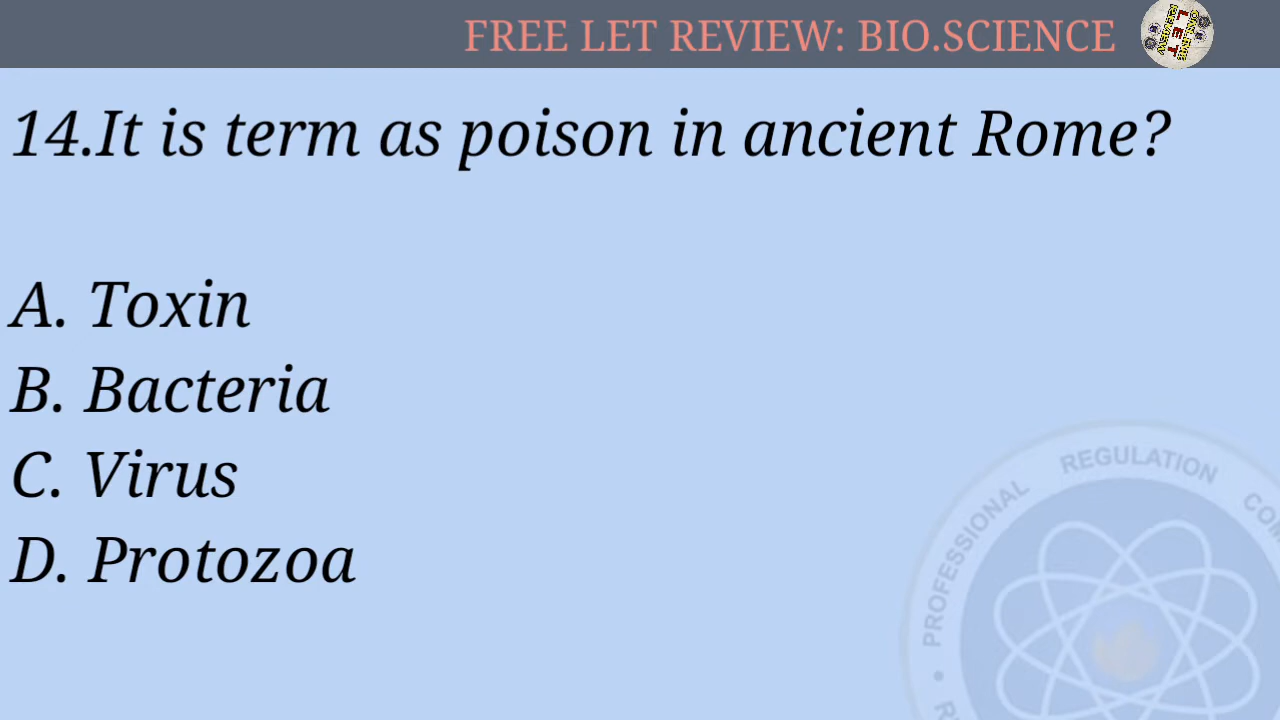 FREE LET REVIEW: BIO.SCIENCE
14.It is term as poison in ancient Rome?
A. Toxin
B. Bacteria
C. Virus
D. Protozoa
PROFESSIONAL REGULATION